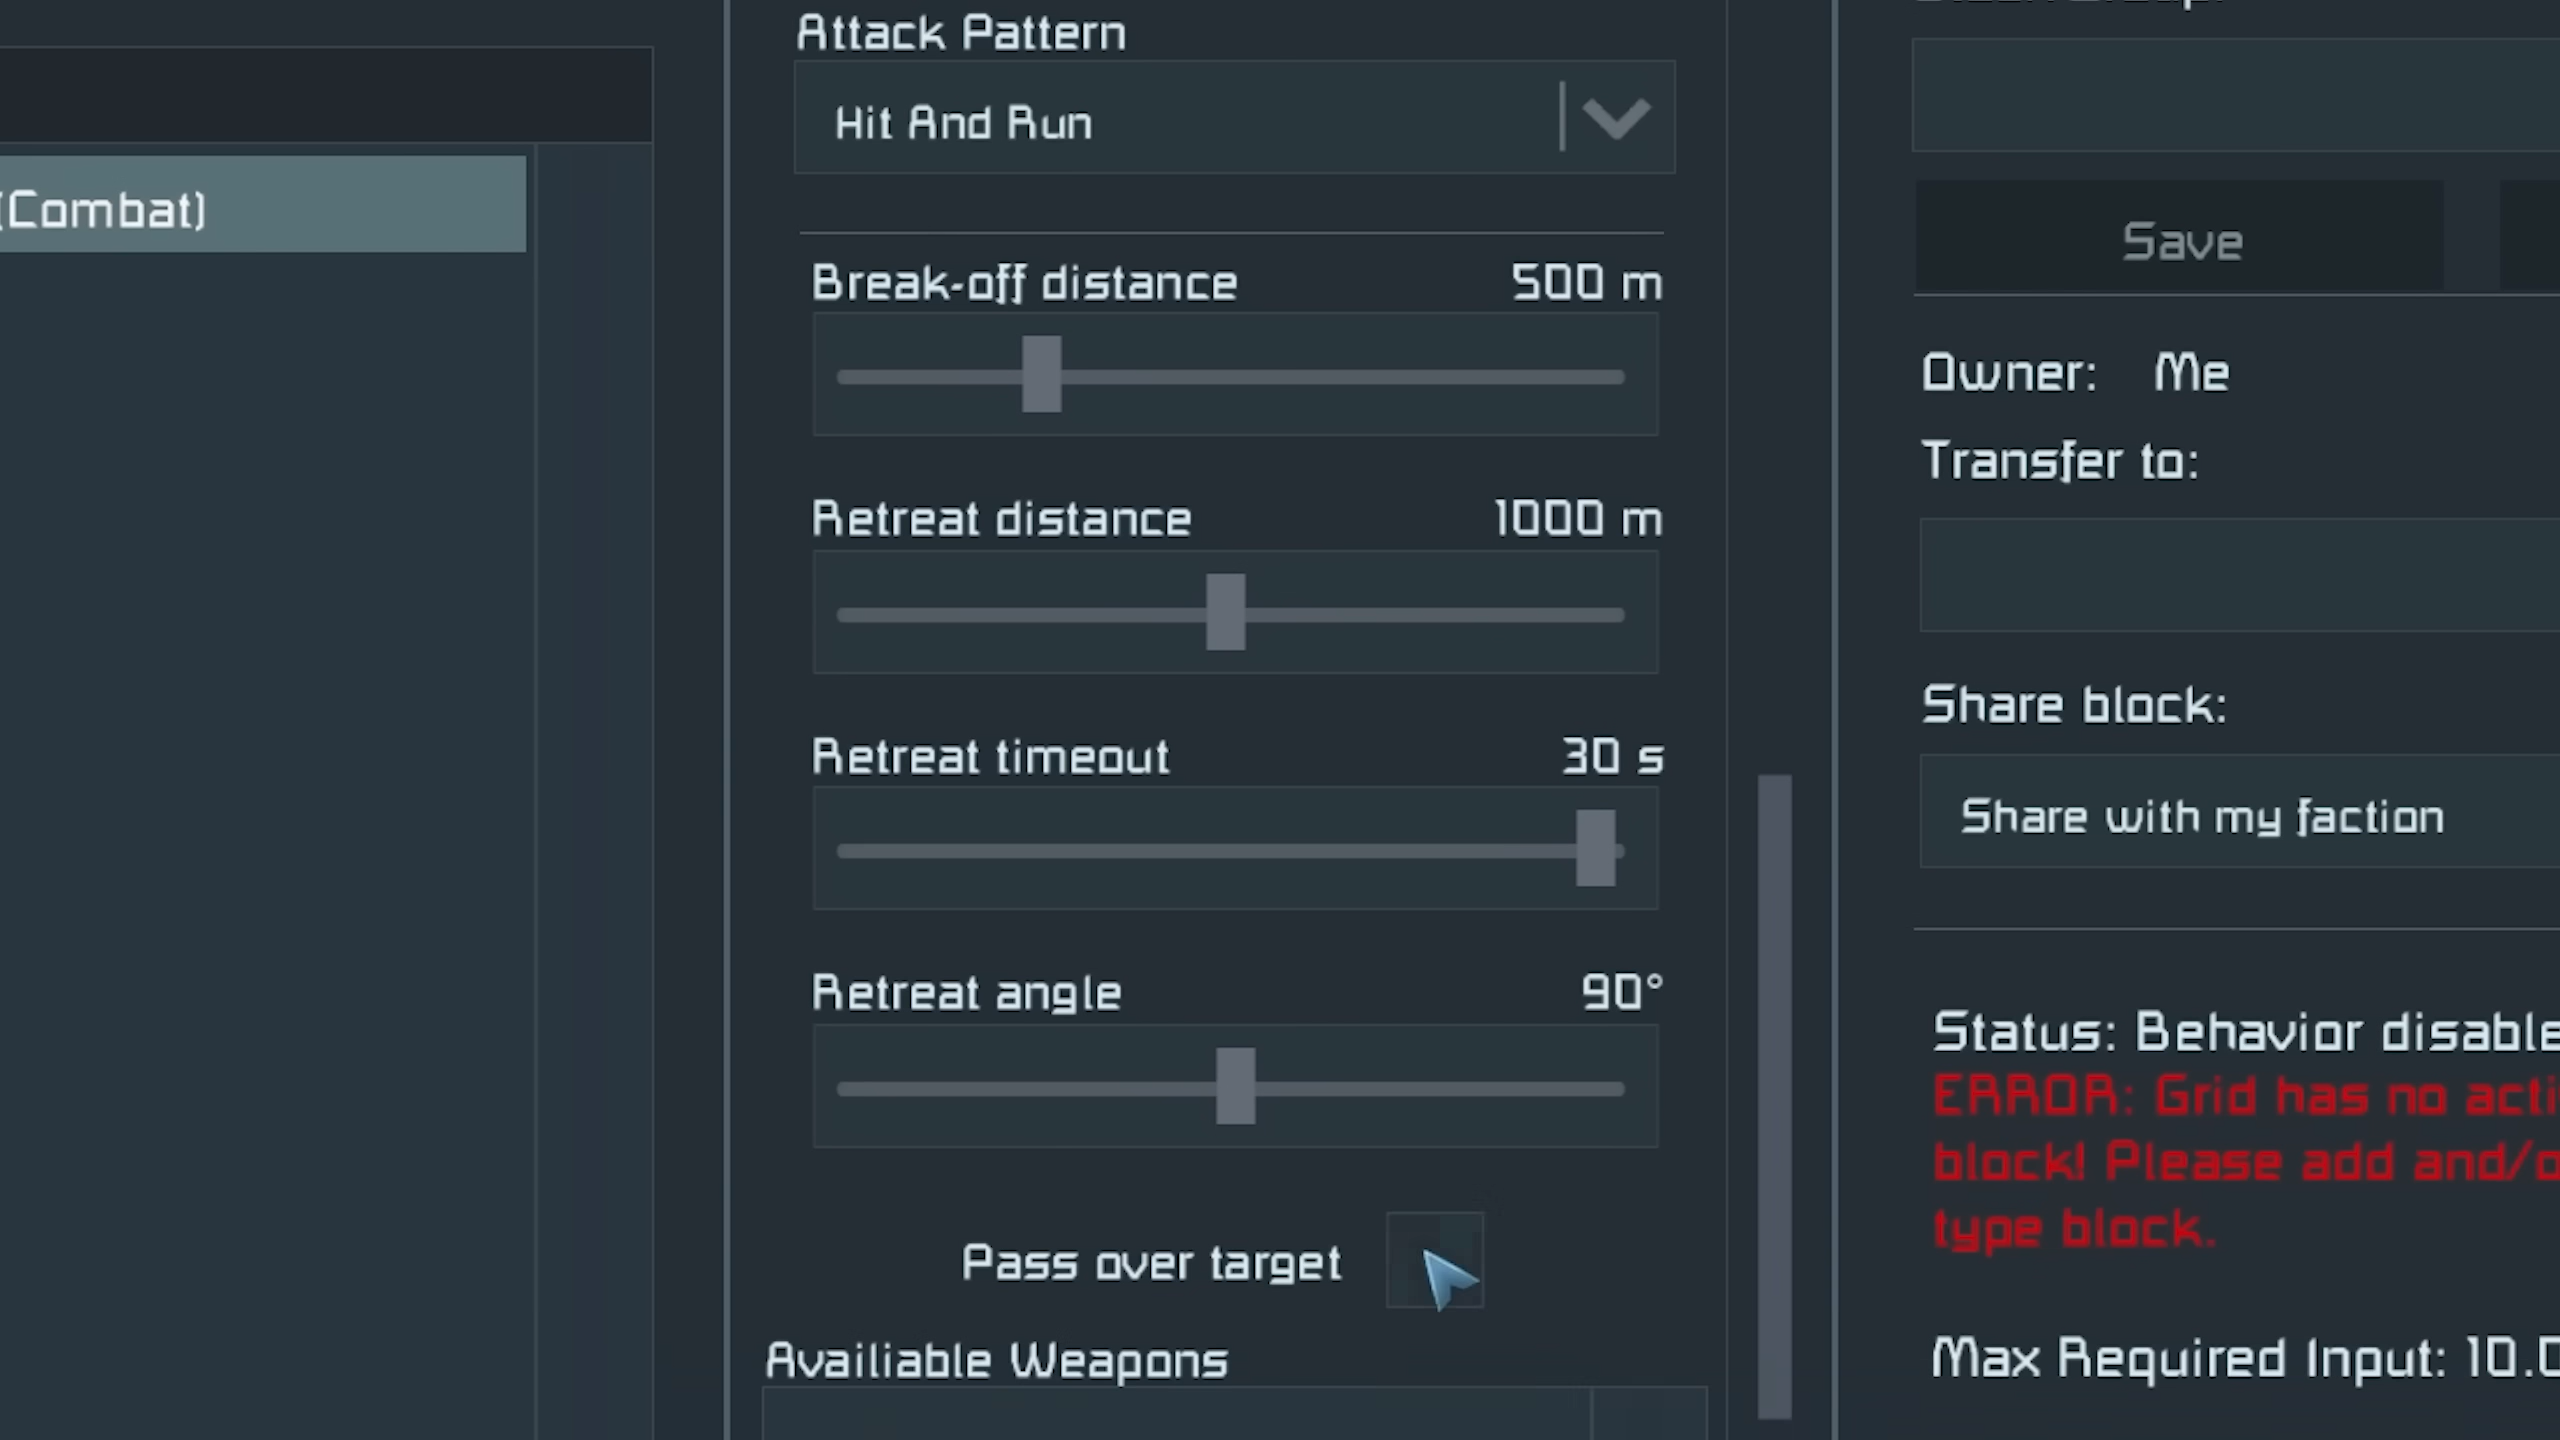 Attack Pattern
Hit And Run
(Combat)
Save
Break-off distance 500 m
Owner: Me
Transfer to:
Retreat distance 1000 m
Share block:
Retreat timeout 30 s
Share with my faction
Retreat angle 90°
Status: Behavior disable
ERROR: Grid has no acti
block! Please add and/o
type block.
Pass over target
Availiable Weapons
Max Required Input: 10.0